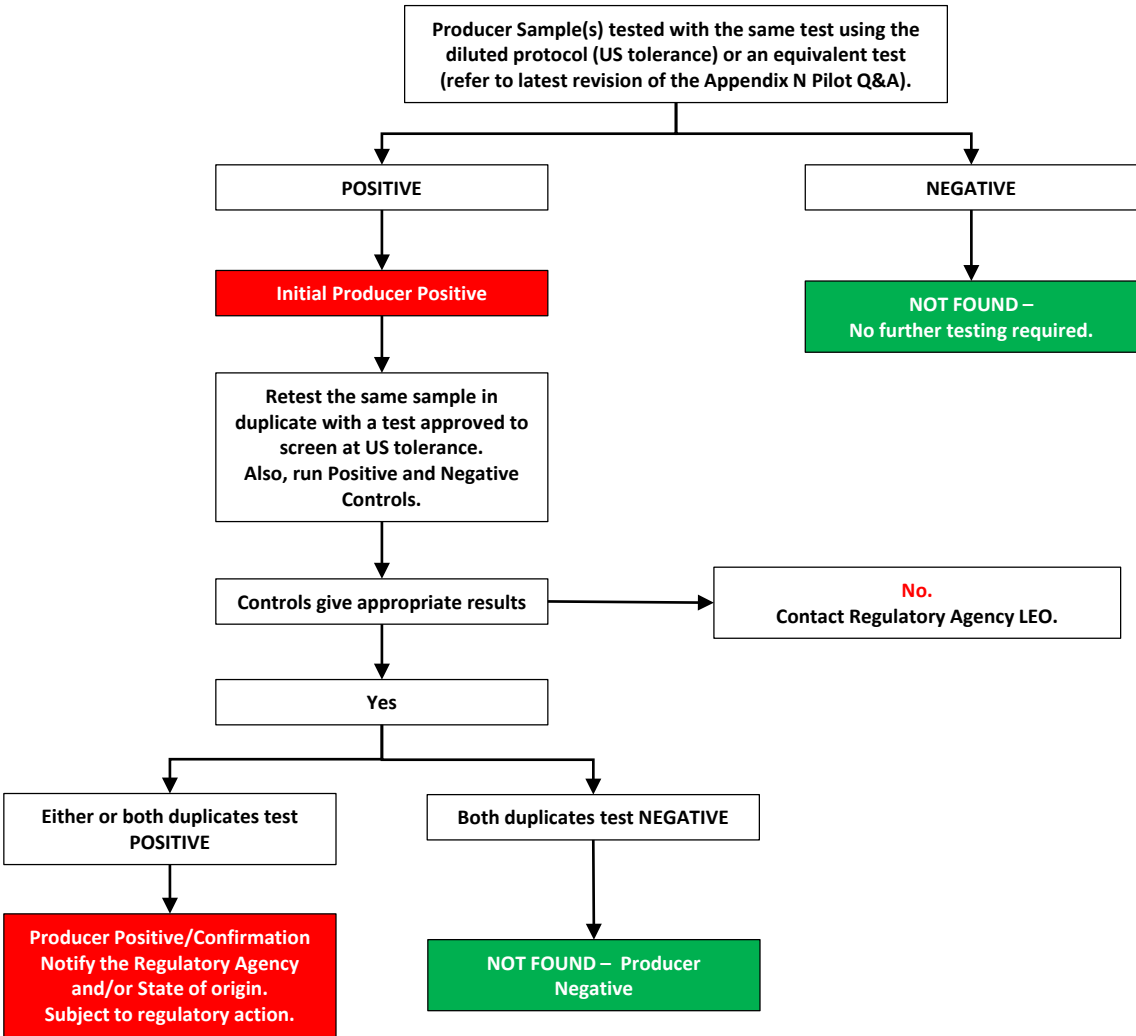 Producer Sample(s) tested with the same test using the
diluted protocol (US tolerance) or an equivalent test
(refer to latest revision of the Appendix N Pilot Q&A).
POSITIVE
NEGATIVE
Initial Producer Positive
NOT FOUND –
No further testing required.
Retest the same sample in
duplicate with a test approved to
screen at US tolerance.
Also, run Positive and Negative
Controls.
Controls give appropriate results
No.
Contact Regulatory Agency LEO.
Yes
Either or both duplicates test
POSITIVE
Both duplicates test NEGATIVE
Producer Positive/Confirmation
Notify the Regulatory Agency
and/or State of origin.
Subject to regulatory action.
NOT FOUND – Producer
Negative